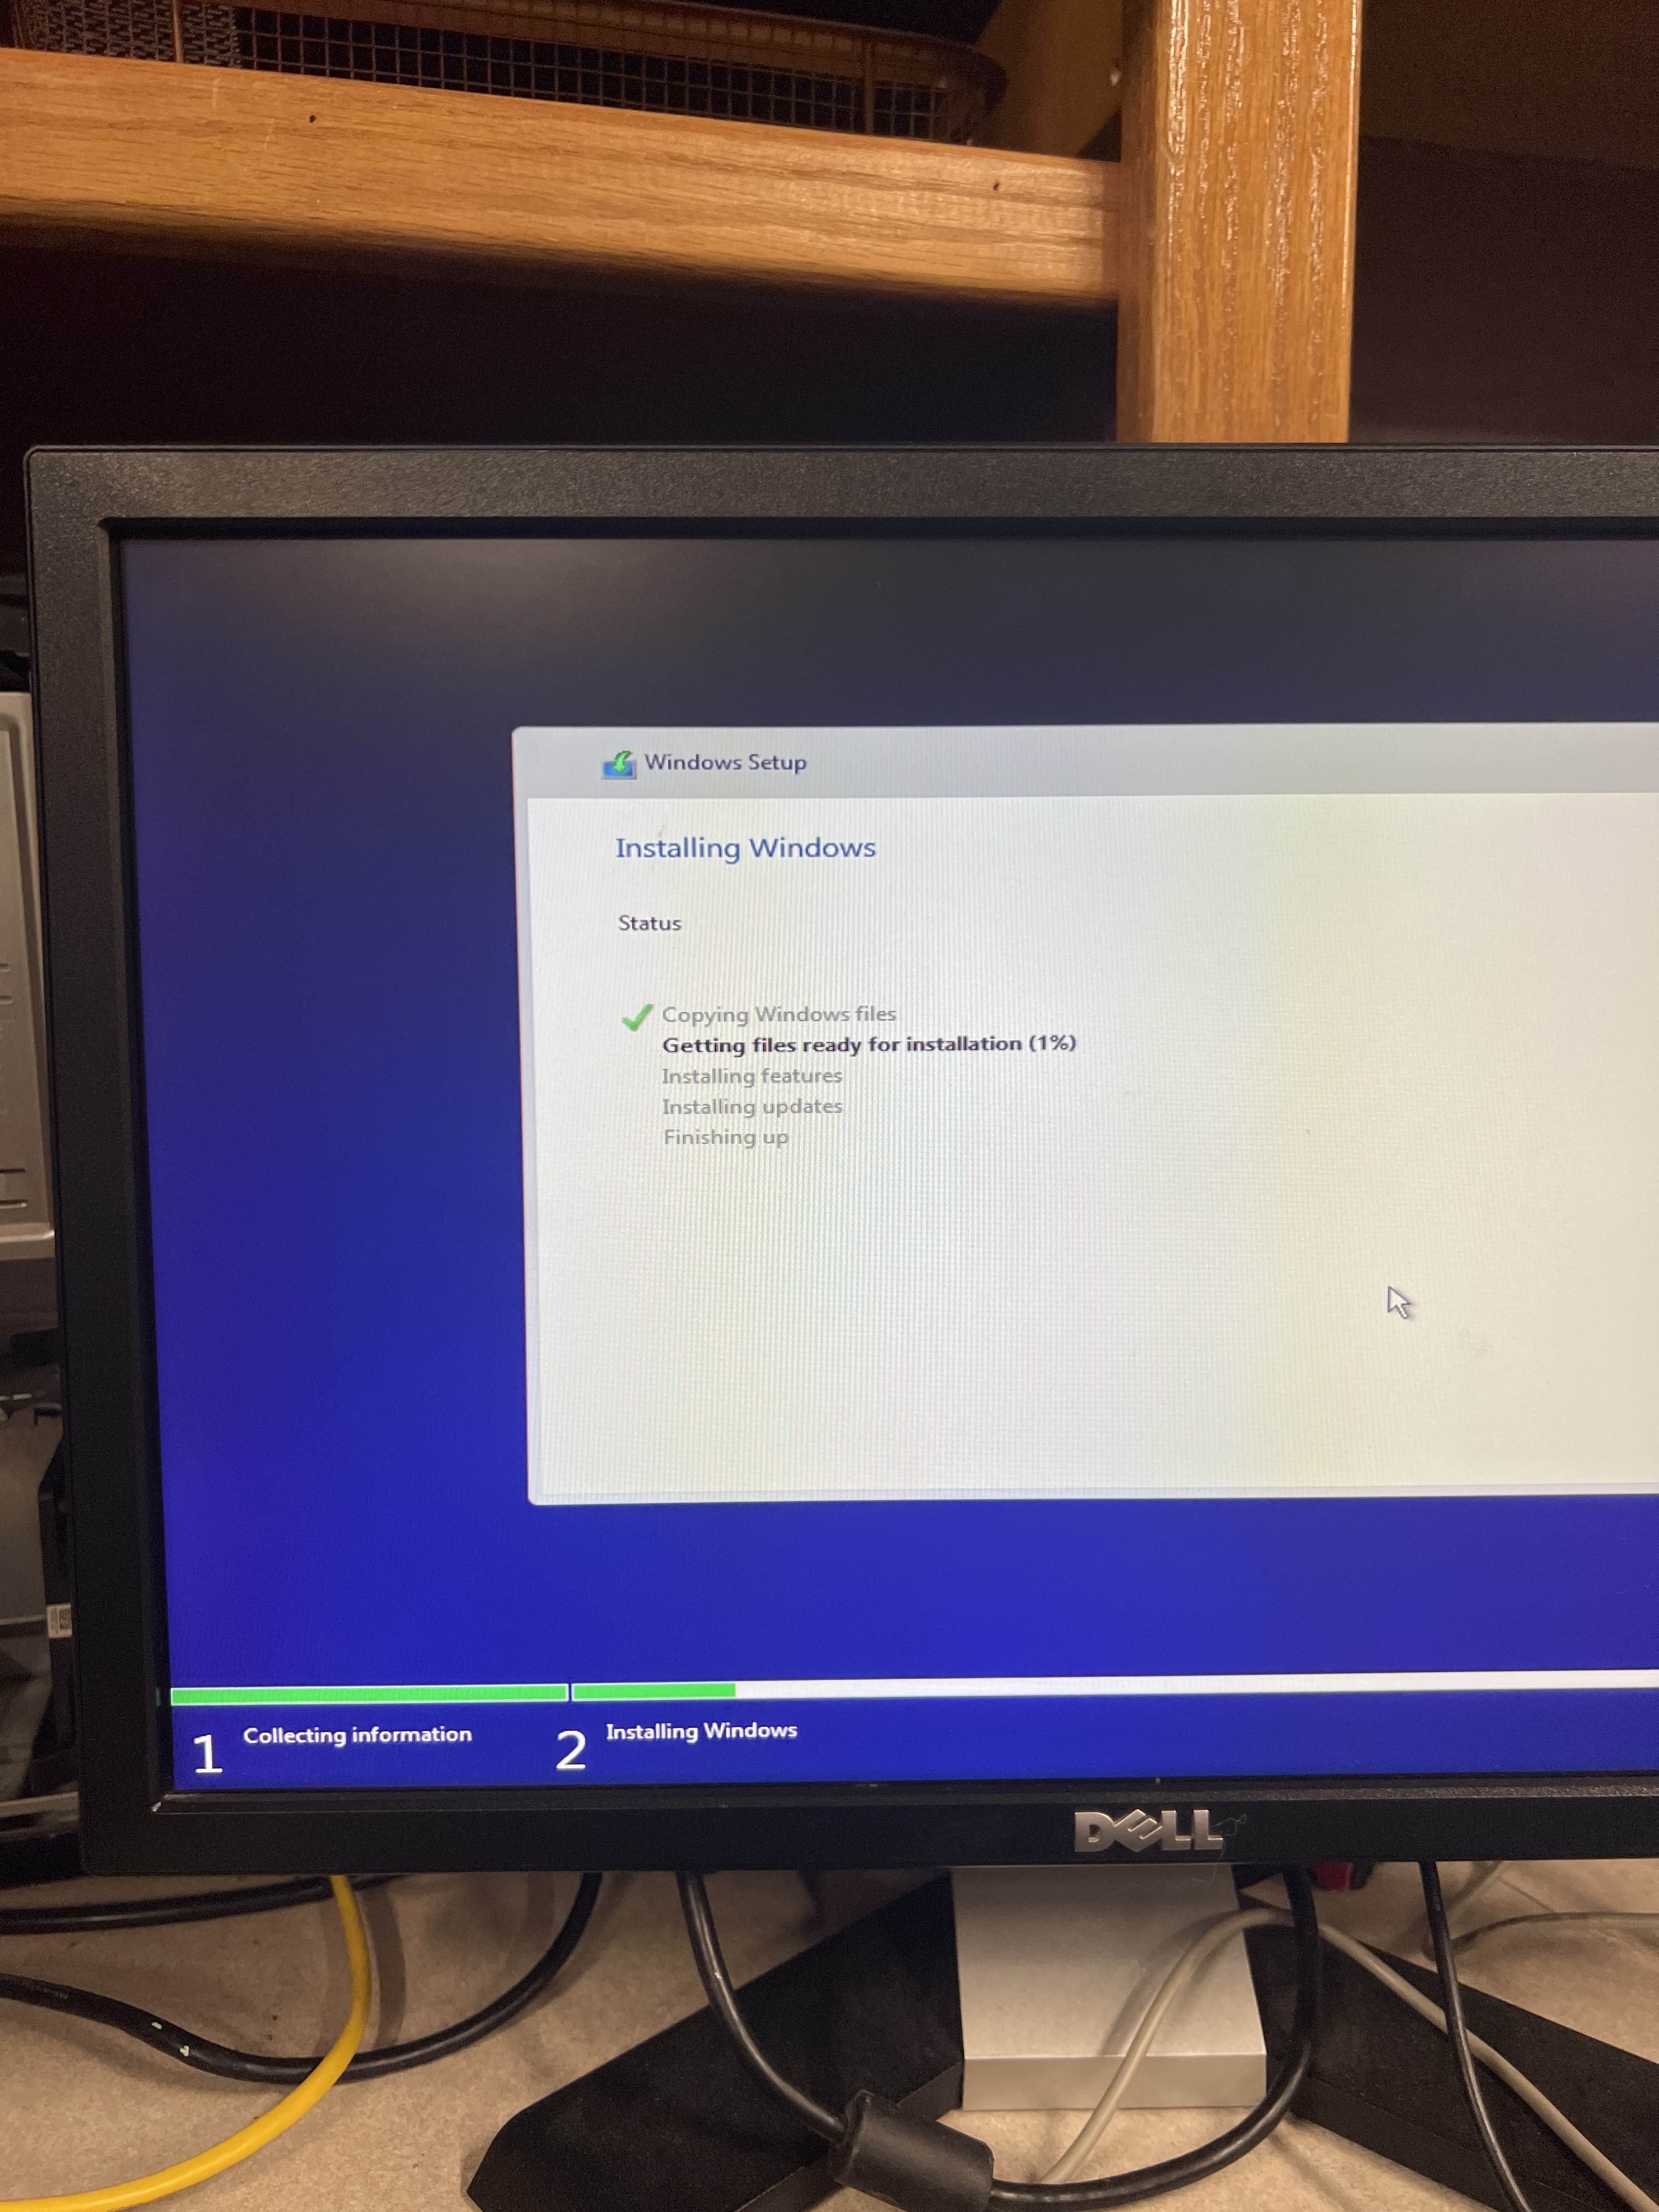 Windows Setup
Installing Windows
Status
Copying Windows files
Getting files ready for installation (1%)
Installing features
Installing updates
Finishing up
1 Collecting information
2 Installing Windows
DELL